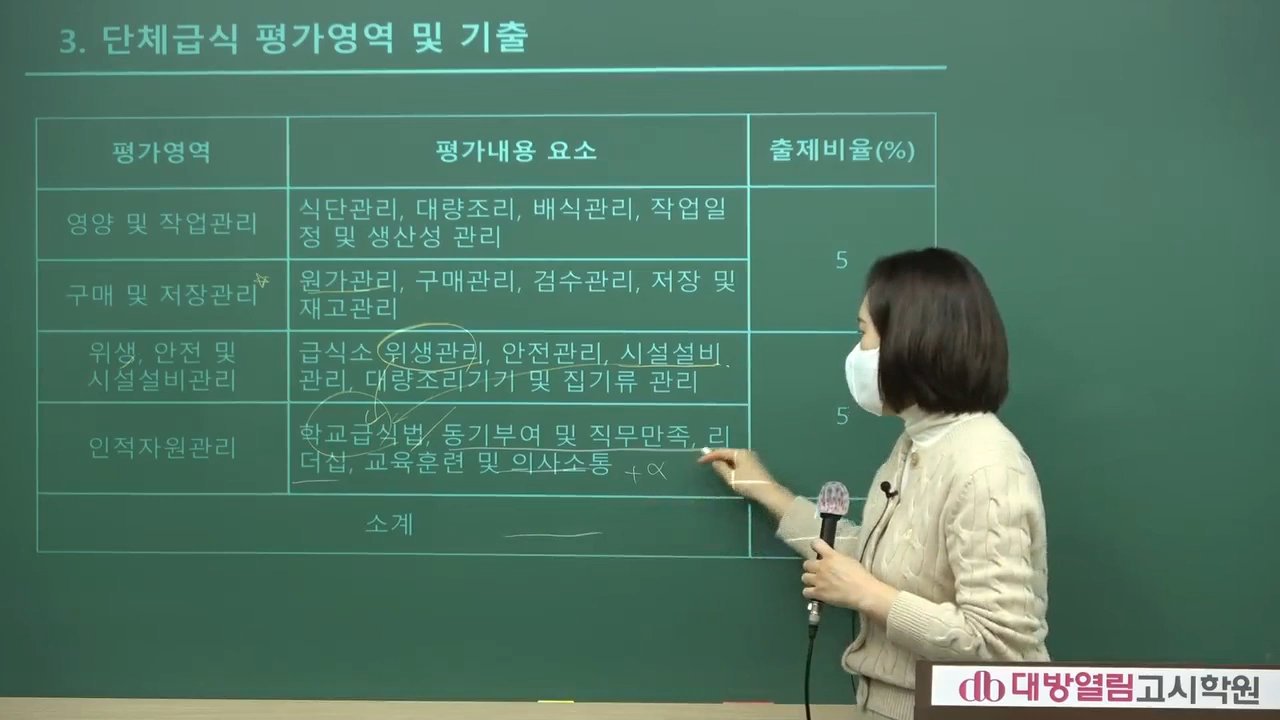 3. 단체급식 평가영역 및 기출
평가영역
평가내용 요소
출제비율(%)
영양 및 작업관리
식단관리, 대량조리, 배식관리, 작업일
정 및 생산성 관리
5
구매 및 저장관리
원가관리, 구매관리, 검수관리, 저장 및
재고관리
위생, 안전 및
시설설비관리
급식소 위생관리, 안전관리, 시설설비
관리, 대량조리기기 및 집기류 관리
5
인적자원관리
학교급식법, 동기부여 및 직무만족, 리
더십, 교육훈련 및 의사소통
+α
소계
대방열림고시학원